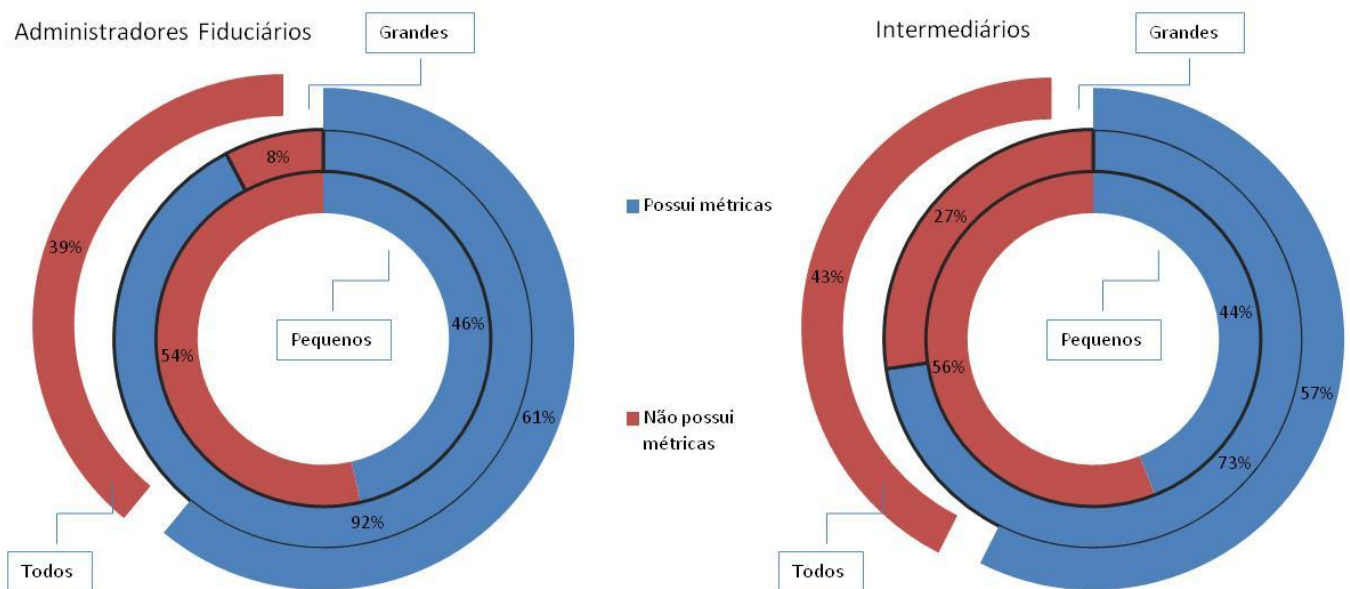 Administradores Fiduciários
Grandes
8%
39%
46%
Pequenos
54%
61%
92%
Todos
Possui métricas
Não possui
métricas
Intermediários
Grandes
27%
43%
44%
Pequenos
56%
57%
73%
Todos